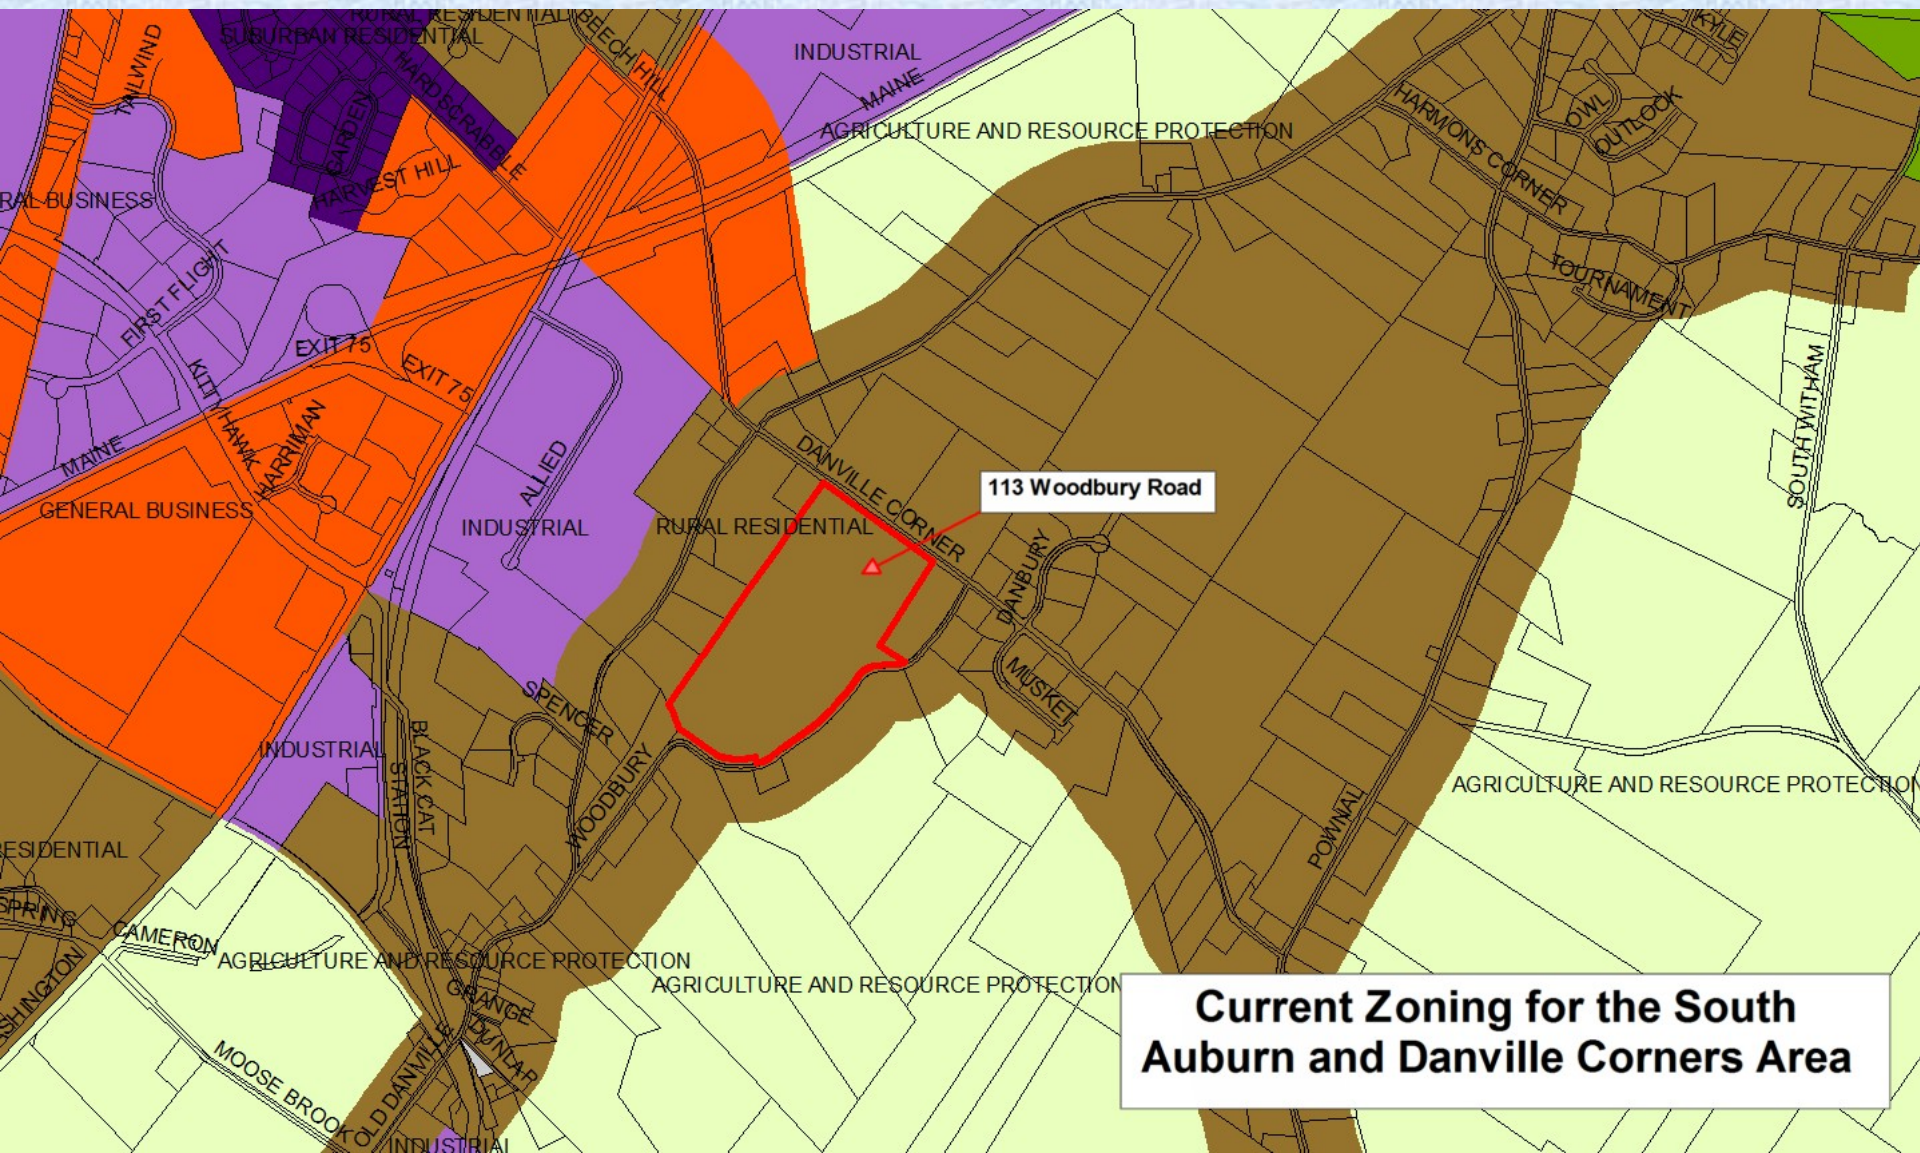 RURAL RESIDENTIAL
SUBURBAN RESIDENTIAL
BEECH HILL
KYLE
TAILWIND
HARDSCRABBLE
INDUSTRIAL
MAINE
GARDEN
HARVEST HILL
AGRICULTURE AND RESOURCE PROTECTION
HARMONS CORNER
OWL
OUTLOOK
RAL BUSINESS
FIRST FLIGHT
TOURNAMENT
EXIT 75
EXIT 75
KITTYHAWK
HARRIMAN
MAINE
SOUTH WITHAM
GENERAL BUSINESS
ALLIED
INDUSTRIAL
DANVILLE CORNER
113 Woodbury Road
RURAL RESIDENTIAL
DANBURY
MUSKET
SPENCER
WOODBURY
INDUSTRIAL
BLACK CAT
STATION
AGRICULTURE AND RESOURCE PROTECTION
POWNAL
ESIDENTIAL
SPRING
CAMERON
SHINGTON
AGRICULTURE AND RESOURCE PROTECTION
AGRICULTURE AND RESOURCE PROTECTION
GRANGE
DUNLAP
MOOSE BROOK
OLD DANVILLE
INDUSTRIAL
Current Zoning for the South
Auburn and Danville Corners Area